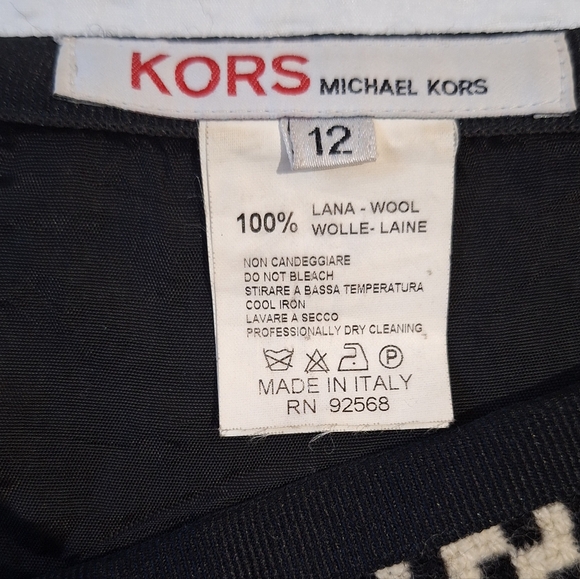 KORS MICHAEL KORS
12
100% LANA - WOOL
WOLLE- LAINE
NON CANDEGGIARE
DO NOT BLEACH
STIRARE A BASSA TEMPERATURA
COOL IRON
LAVARE A SECCO
PROFESSIONALLY DRY CLEANING
P
MADE IN ITALY
RN 92568